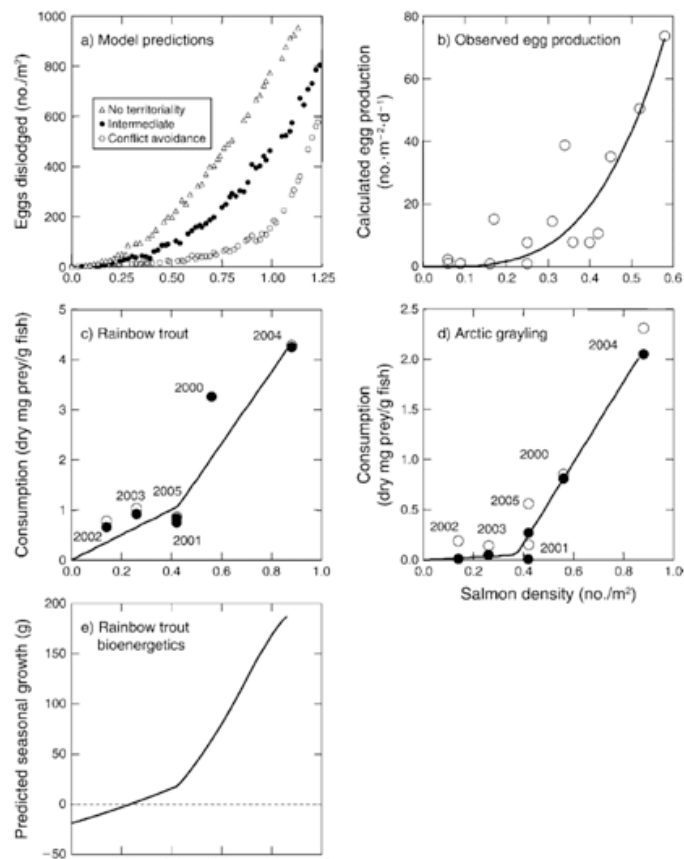 a) Model predictions
Eggs dislodged (no./m²)
1000
800
600
400
200
0
△ No territoriality
● Intermediate
○ Conflict avoidance
0.00 0.25 0.50 0.75 1.00 1.25
b) Observed egg production
Calculated egg production
(no.·m⁻²·d⁻¹)
80
60
40
20
0
0.0 0.1 0.2 0.3 0.4 0.5 0.6
c) Rainbow trout
Consumption (dry mg prey/g fish)
5
4
3
2
1
0
2004
2000
2003
2005
2002
2001
0.0 0.2 0.4 0.6 0.8 1.0
d) Arctic grayling
Consumption
(dry mg prey/g fish)
2.5
2.0
1.5
1.0
0.5
0.0
2004
2000
2005
2002
2003
2001
0.0 0.2 0.4 0.6 0.8 1.0
Salmon density (no./m²)
e) Rainbow trout
bioenergetics
Predicted seasonal growth (g)
200
150
100
50
0
−50